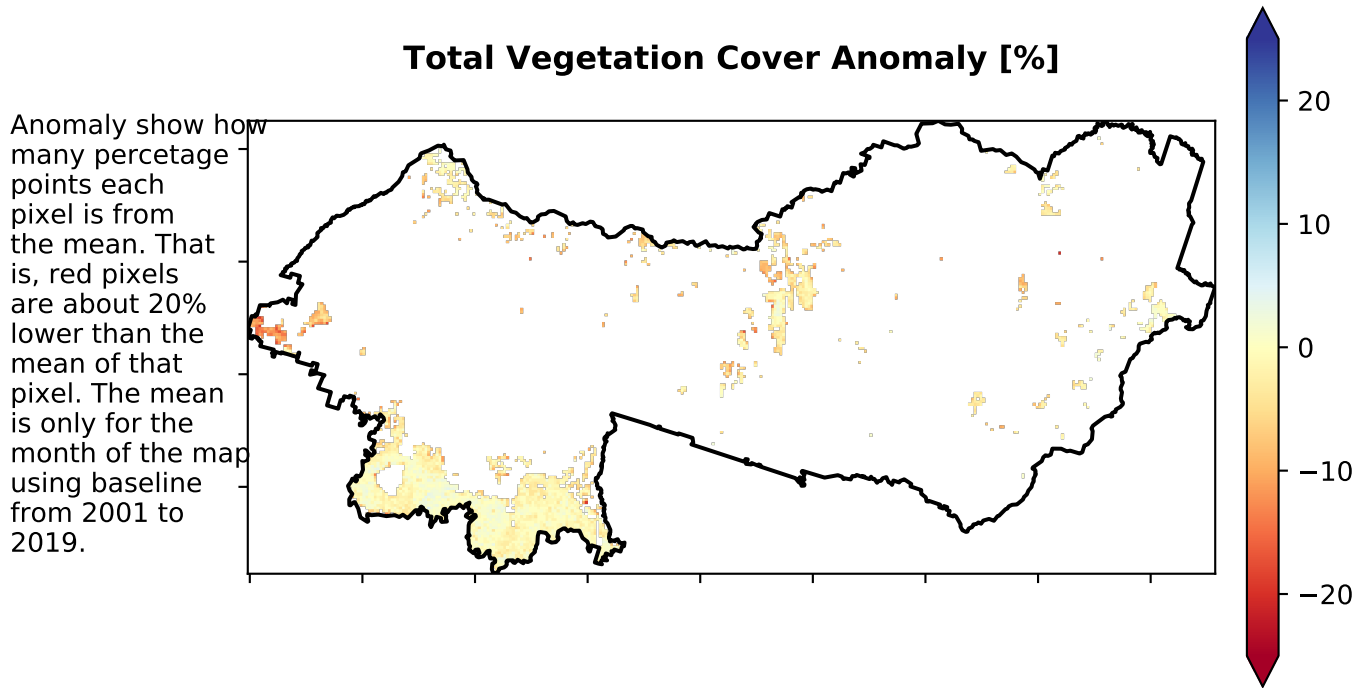 Total Vegetation Cover Anomaly [%]
Anomaly show how
many percetage
points each
pixel is from
the mean. That
is, red pixels
are about 20%
lower than the
mean of that
pixel. The mean
is only for the
month of the map
using baseline
from 2001 to
2019.
20
10
0
−10
−20